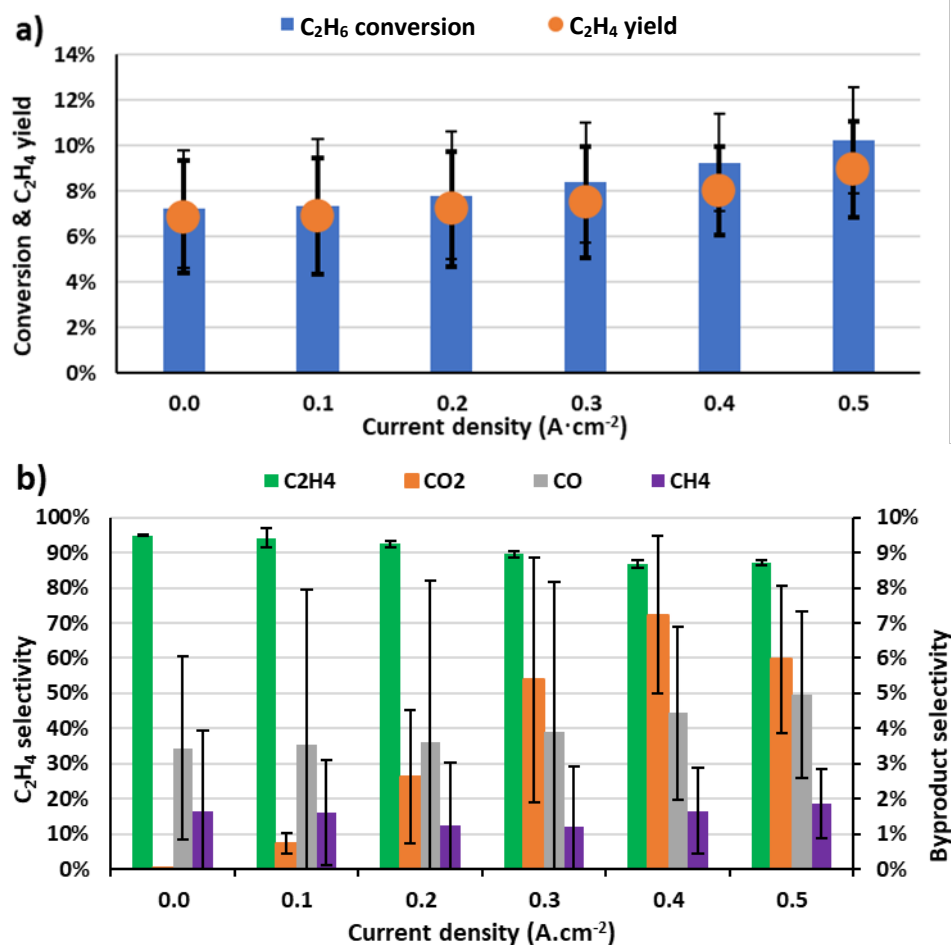 a)
C₂H₆ conversion
C₂H₄ yield
Conversion & C₂H₄ yield
14%
12%
10%
8%
6%
4%
2%
0%
0.0 0.1 0.2 0.3 0.4 0.5
Current density (A·cm⁻²)
b)
C2H4 CO2 CO CH4
C₂H₄ selectivity
100%
90%
80%
70%
60%
50%
40%
30%
20%
10%
0%
10%
9%
8%
7%
6%
5%
4%
3%
2%
1%
0%
Byproduct selectivity
0.0 0.1 0.2 0.3 0.4 0.5
Current density (A.cm⁻²)